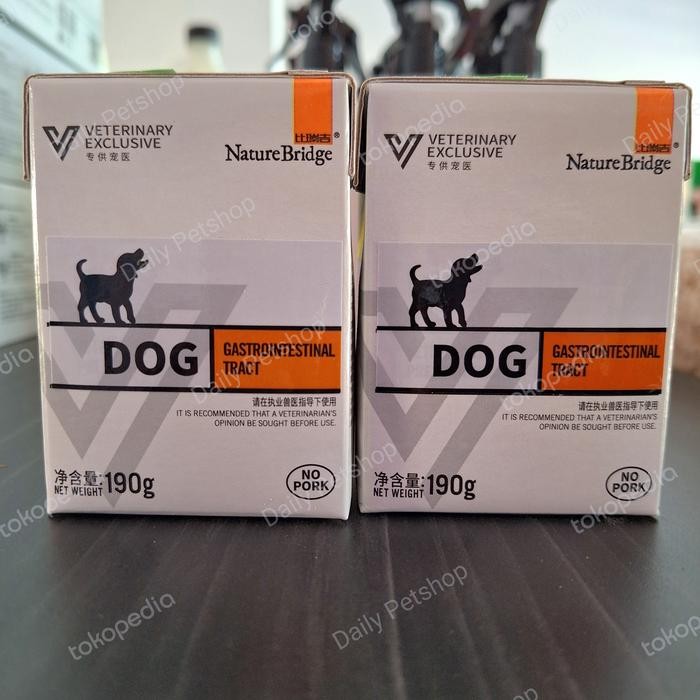 VETERINARY
EXCLUSIVE
专供宠医
比瑞吉®
NatureBridge
DOG
GASTROINTESTINAL
TRACT
请在执业兽医指导下使用
IT IS RECOMMENDED THAT A VETERINARIAN'S
OPINION BE SOUGHT BEFORE USE.
净含量:190g
NET WEIGHT
NO
PORK
VETERINARY
EXCLUSIVE
专供宠医
比瑞吉®
NatureBridge
DOG
GASTROINTESTINAL
TRACT
请在执业兽医指导下使用
IT IS RECOMMENDED THAT A VETERINARIAN'S
OPINION BE SOUGHT BEFORE USE.
净含量:190g
NET WEIGHT
NO
PORK
Daily Petshop
tokopedia